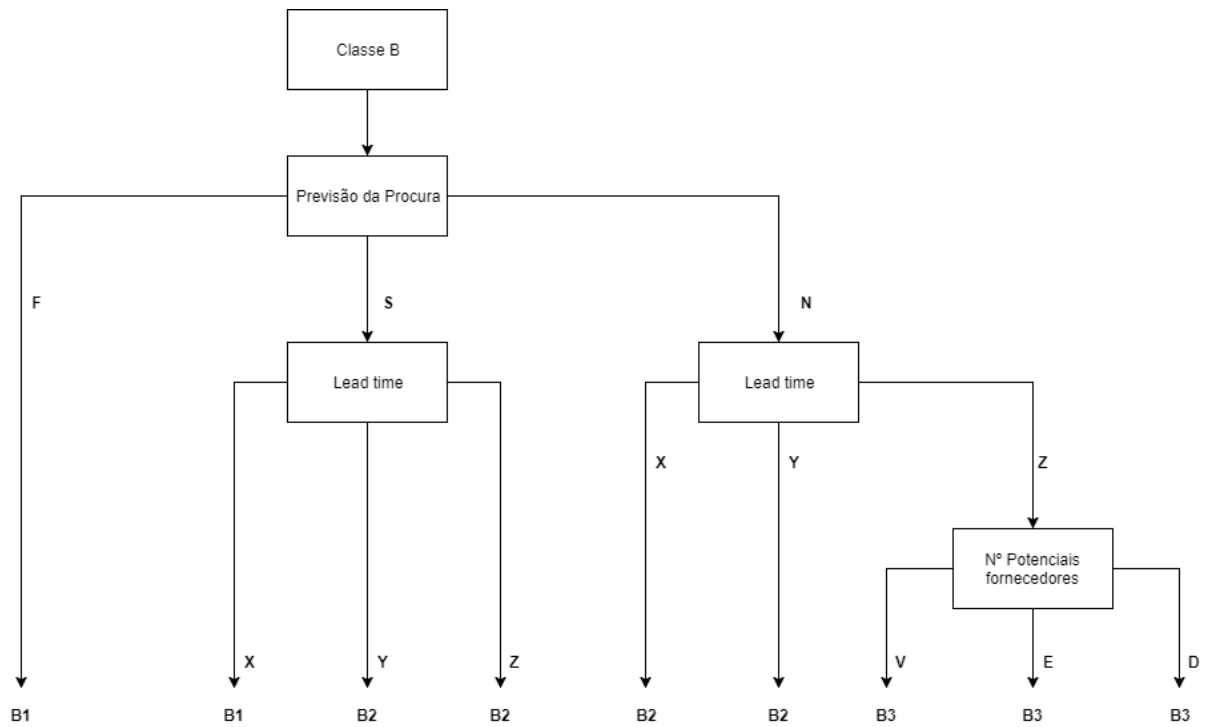 Classe B
Previsão da Procura
F
S
N
Lead time
Lead time
X
Y
Z
Nº Potenciais
fornecedores
X
Y
Z
V
E
D
B1
B1
B2
B2
B2
B2
B3
B3
B3